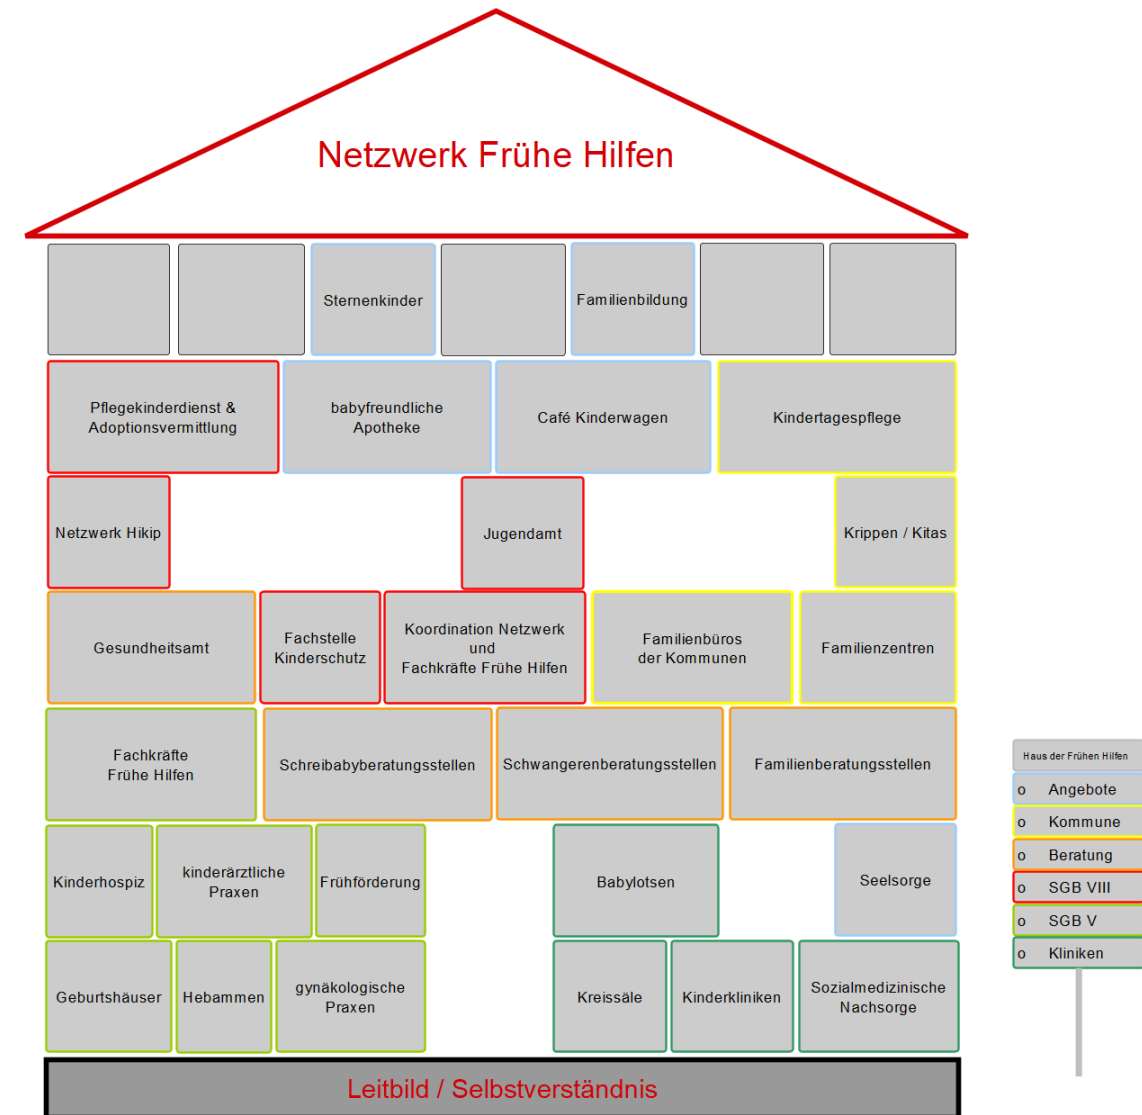 Netzwerk Frühe Hilfen
Sternenkinder
Familienbildung
Pflegekinderdienst &
Adoptionsvermittlung
babyfreundliche
Apotheke
Café Kinderwagen
Kindertagespflege
Netzwerk Hikip
Jugendamt
Krippen / Kitas
Gesundheitsamt
Fachstelle
Kinderschutz
Koordination Netzwerk
und
Fachkräfte Frühe Hilfen
Familienbüros
der Kommunen
Familienzentren
Fachkräfte
Frühe Hilfen
Schreibabyberatungsstellen
Schwangerenberatungsstellen
Familienberatungsstellen
Kinderhospiz
kinderärztliche
Praxen
Frühförderung
Babylotsen
Seelsorge
Geburtshäuser
Hebammen
gynäkologische
Praxen
Kreissäle
Kinderkliniken
Sozialmedizinische
Nachsorge
Leitbild / Selbstverständnis
Haus der Frühen Hilfen
o Angebote
o Kommune
o Beratung
o SGB VIII
o SGB V
o Kliniken